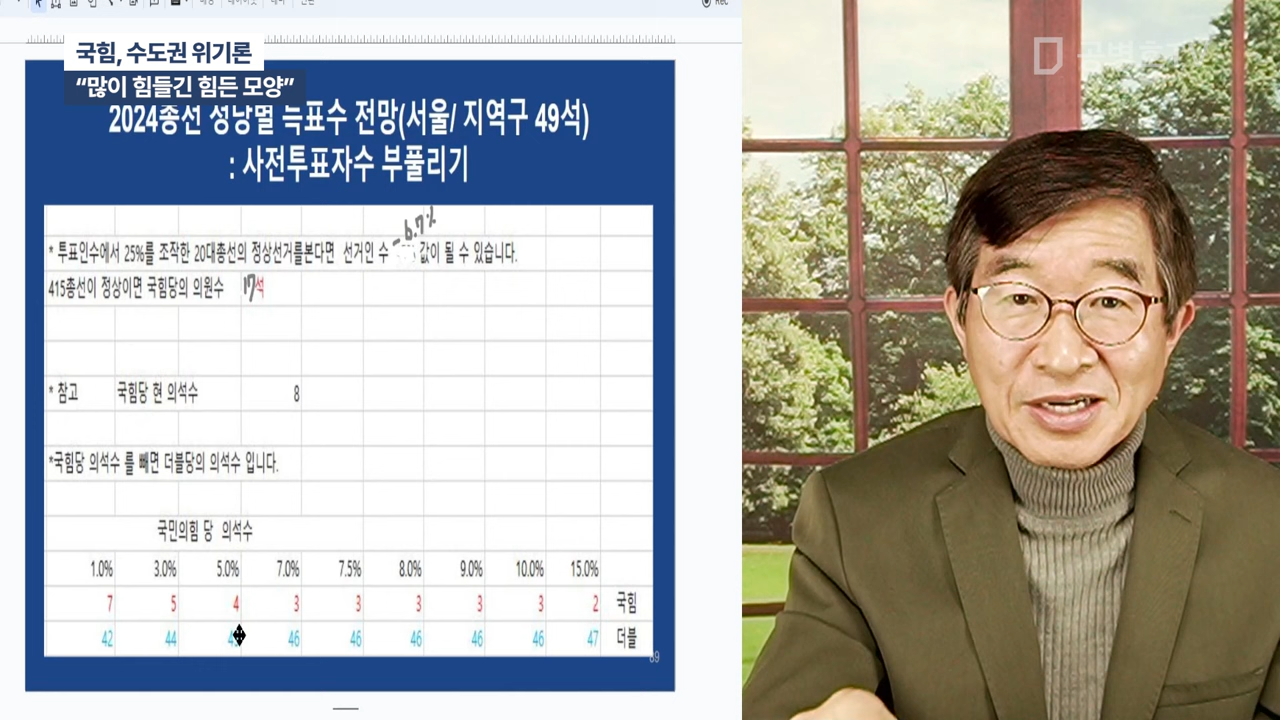 Rec
국힘, 수도권 위기론
“많이 힘들긴 힘든 모양”
2024총선 성향별 득표수 전망(서울/ 지역구 49석)
: 사전투표자수 부풀리기
-6.7%
* 투표인수에서 25%를 조작한 20대총선의 정상선거를본다면 선거인 수 값이 될 수 있습니다.
415총선이 정상이면 국힘당의 의원수 17석
* 참고 국힘당 현 의석수 8
*국힘당 의석수 를 빼면 더불당의 의석수 입니다.
국민의힘 당 의석수
1.0% 3.0% 5.0% 7.0% 7.5% 8.0% 9.0% 10.0% 15.0%
7 5 4 3 3 3 3 3 2 국힘
42 44 46 46 46 46 46 47 더불